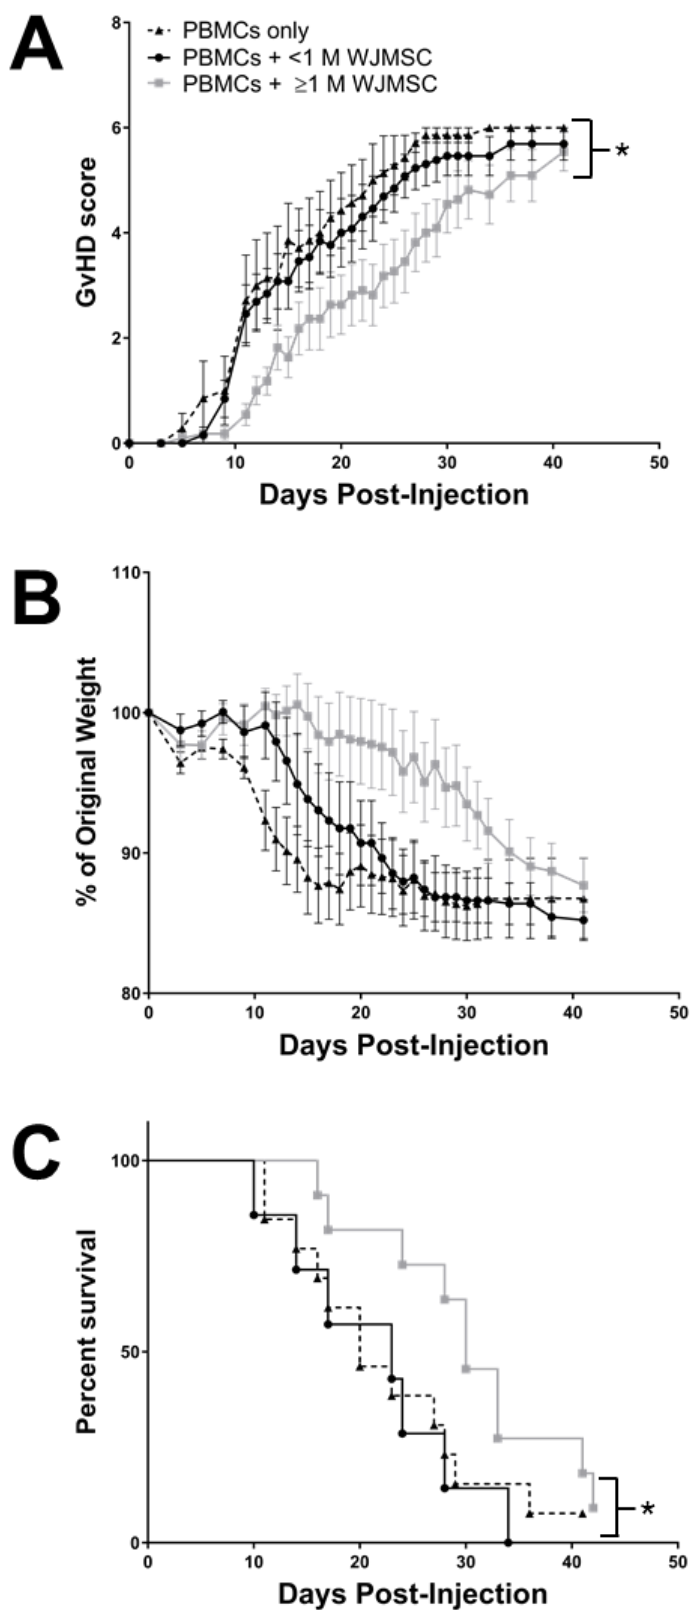 A
PBMCs only
PBMCs + <1 M WJMSC
PBMCs + ≥1 M WJMSC
8
6
4
2
0
GvHD score
*
0 10 20 30 40 50
Days Post-Injection
B
110
100
90
80
% of Original Weight
0 10 20 30 40 50
Days Post-Injection
C
100
50
0
Percent survival
*
0 10 20 30 40 50
Days Post-Injection